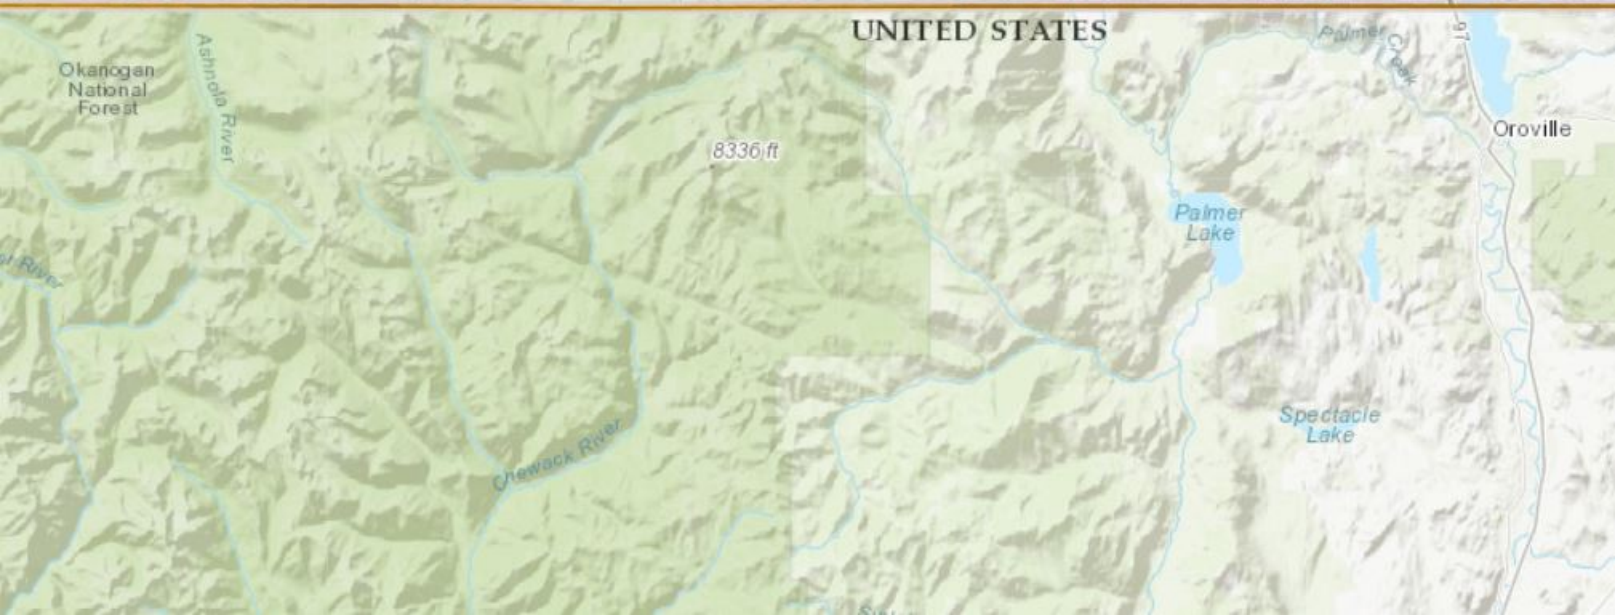 UNITED STATES
Okanogan
National
Forest
Ashnola River
8336 ft
Palmer Creek
97
Oroville
Palmer
Lake
River
Chewack River
Spectacle
Lake